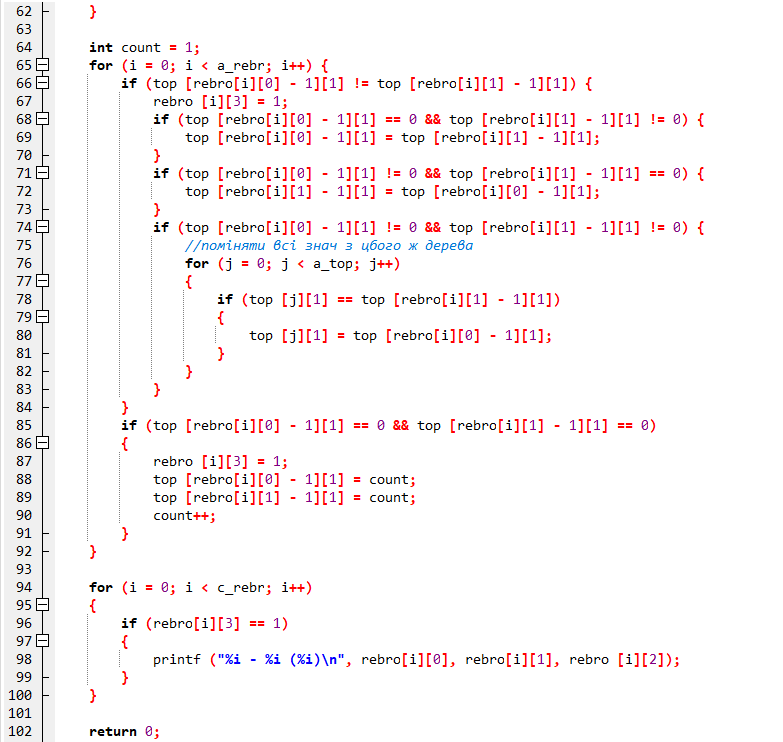 62 }
63
64 int count = 1;
65 for (i = 0; i < a_rebr; i++) {
66 if (top [rebro[i][0] - 1][1] != top [rebro[i][1] - 1][1]) {
67 rebro [i][3] = 1;
68 if (top [rebro[i][0] - 1][1] == 0 && top [rebro[i][1] - 1][1] != 0) {
69 top [rebro[i][0] - 1][1] = top [rebro[i][1] - 1][1];
70 }
71 if (top [rebro[i][0] - 1][1] != 0 && top [rebro[i][1] - 1][1] == 0) {
72 top [rebro[i][1] - 1][1] = top [rebro[i][0] - 1][1];
73 }
74 if (top [rebro[i][0] - 1][1] != 0 && top [rebro[i][1] - 1][1] != 0) {
75 //поміняти всі знач з цбого ж дерева
76 for (j = 0; j < a_top; j++)
77 {
78 if (top [j][1] == top [rebro[i][1] - 1][1])
79 {
80 top [j][1] = top [rebro[i][0] - 1][1];
81 }
82 }
83 }
84 }
85 if (top [rebro[i][0] - 1][1] == 0 && top [rebro[i][1] - 1][1] == 0)
86 {
87 rebro [i][3] = 1;
88 top [rebro[i][0] - 1][1] = count;
89 top [rebro[i][1] - 1][1] = count;
90 count++;
91 }
92 }
93
94 for (i = 0; i < c_rebr; i++)
95 {
96 if (rebro[i][3] == 1)
97 {
98 printf ("%i - %i (%i)\n", rebro[i][0], rebro[i][1], rebro [i][2]);
99 }
100 }
101
102 return 0;